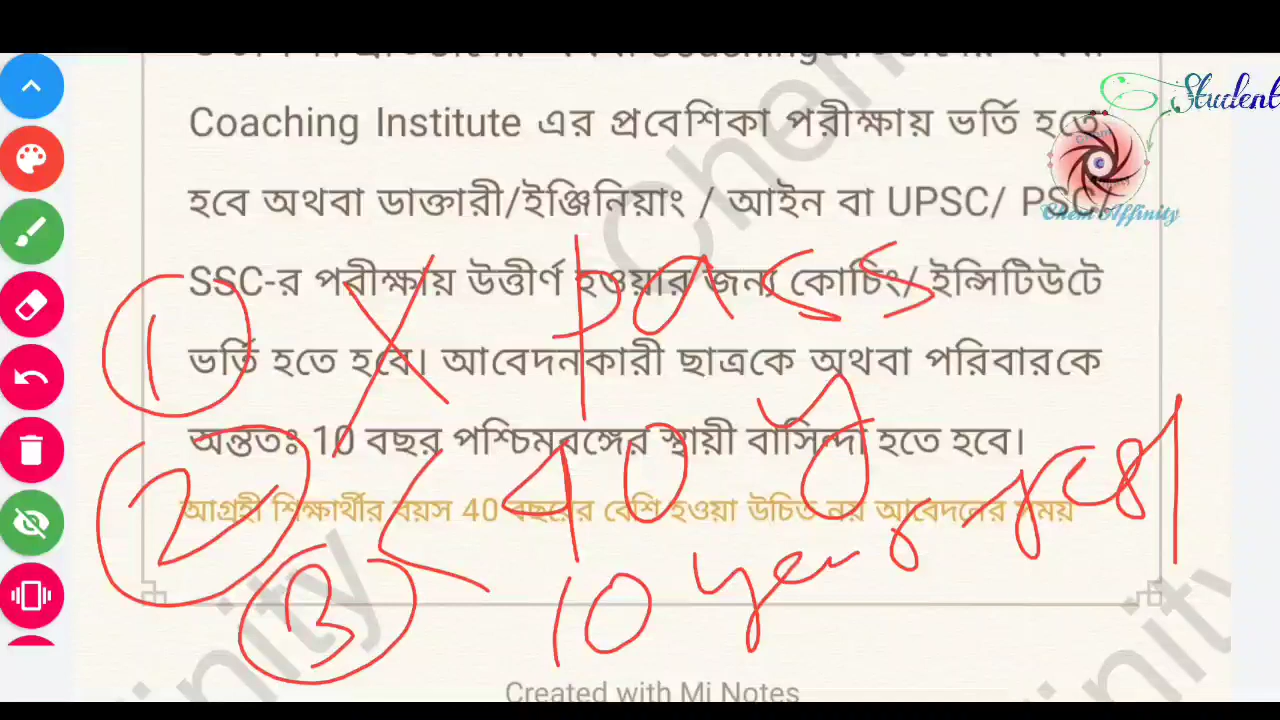 Student
Coaching Institute এর প্রবেশিকা পরীক্ষায় ভর্তি হতে
হবে অথবা ডাক্তারী/ইঞ্জিনিয়াং / আইন বা UPSC/ PSC/
Chem Affinity
SSC-র পরীক্ষায় উত্তীর্ণ হওয়ার জন্য কোচিং/ ইন্সিটিউটে
ভর্তি হতে হবে। আবেদনকারী ছাত্রকে অথবা পরিবারকে
অন্ততঃ 10 বছর পশ্চিমবঙ্গের স্থায়ী বাসিন্দা হতে হবে।
আগ্রহী শিক্ষার্থীর বয়স 40 বছরের বেশি হওয়া উচিত নয় আবেদনের সময়
1 X pass
2 < 40 y
3 10 year
Created with Mi Notes